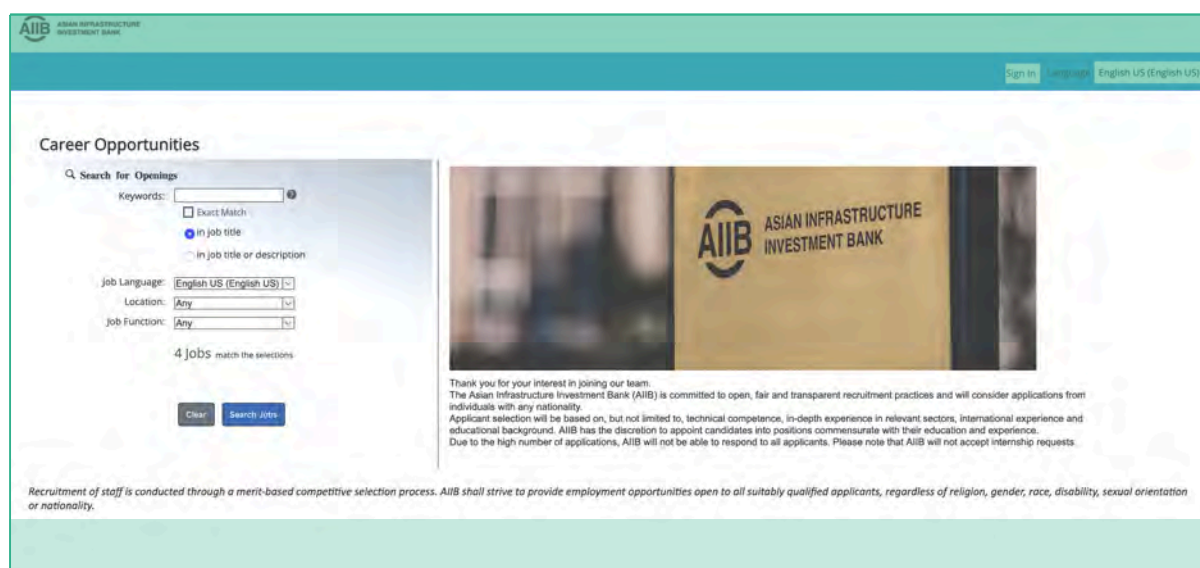 AIIB ASIAN INFRASTRUCTURE
INVESTMENT BANK
Sign In Language English US (English US)
Career Opportunities
Search for Openings
Keywords:
Exact Match
in job title
in job title or description
Job Language: English US (English US)
Location: Any
Job Function: Any
4 Jobs match the selections
Clear Search Jobs
AIIB ASIAN INFRASTRUCTURE
INVESTMENT BANK
Thank you for your interest in joining our team.
The Asian Infrastructure Investment Bank (AIIB) is committed to open, fair and transparent recruitment practices and will consider applications from
individuals with any nationality.
Applicant selection will be based on, but not limited to, technical competence, in-depth experience in relevant sectors, international experience and
educational background. AIIB has the discretion to appoint candidates into positions commensurate with their education and experience.
Due to the high number of applications, AIIB will not be able to respond to all applicants. Please note that AIIB will not accept internship requests
Recruitment of staff is conducted through a merit-based competitive selection process. AIIB shall strive to provide employment opportunities open to all suitably qualified applicants, regardless of religion, gender, race, disability, sexual orientation
or nationality.